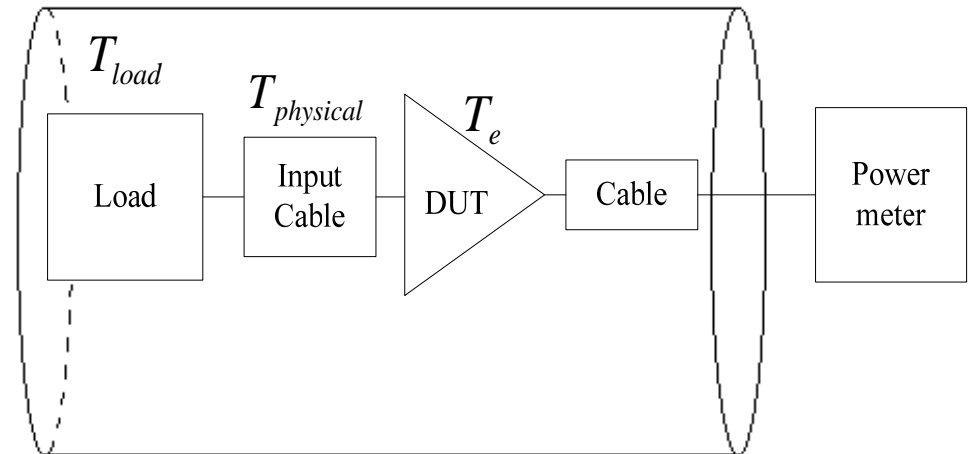 T_load
T_physical
T_e
Load
Input
Cable
DUT
Cable
Power
meter